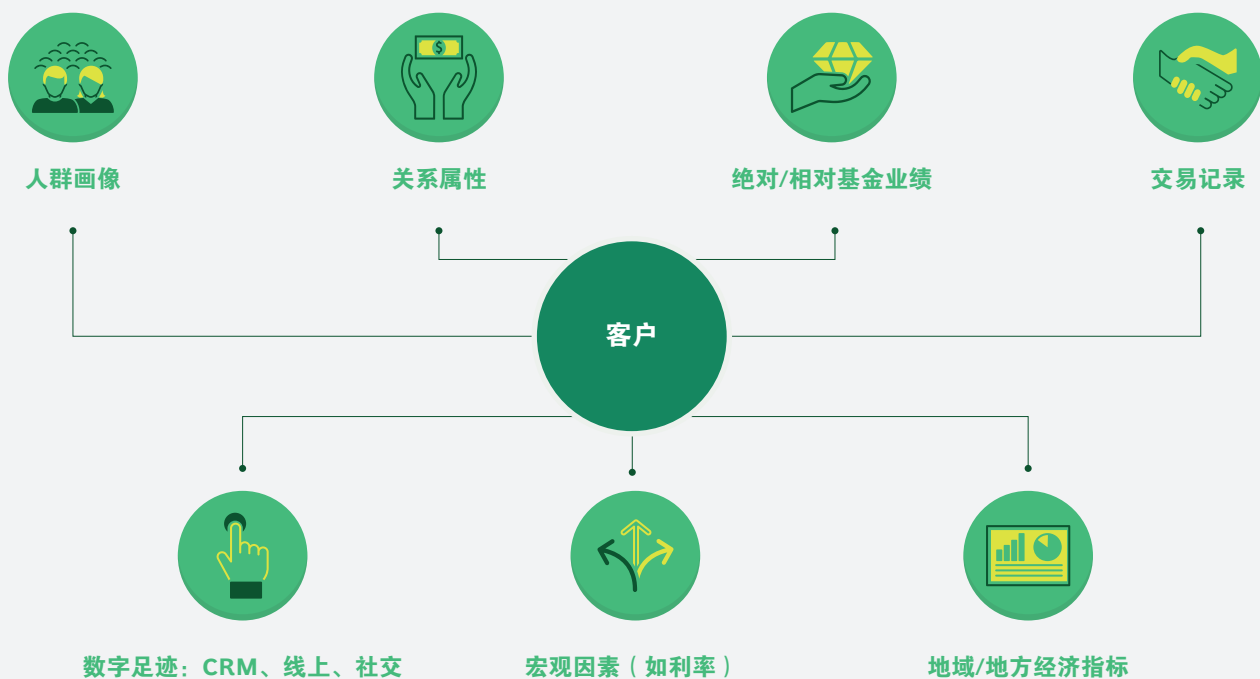 人群画像
关系属性
绝对/相对基金业绩
交易记录
客户
数字足迹：CRM、线上、社交
宏观因素（如利率）
地域/地方经济指标
$